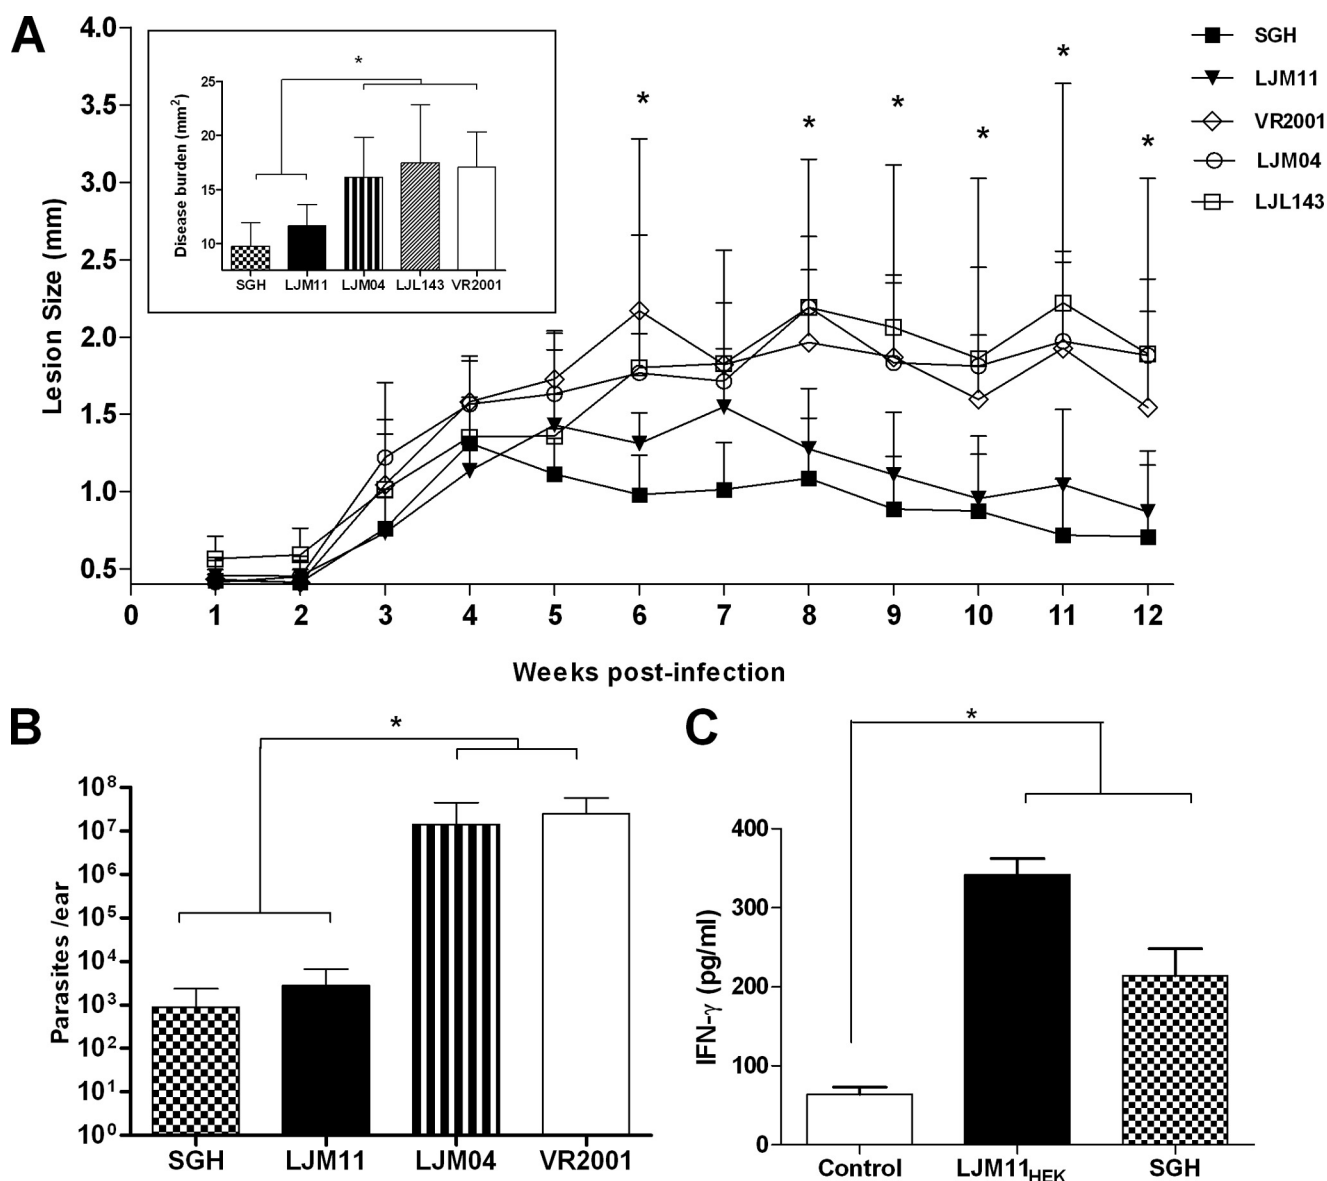 A
4.0
3.5
3.0
2.5
2.0
1.5
1.0
0.5
Lesion Size (mm)
0 1 2 3 4 5 6 7 8 9 10 11 12
Weeks post-infection
* * * * * *
SGH
LJM11
VR2001
LJM04
LJL143
*
25
20
15
10
Disease burden (mm²)
SGH LJM11 LJM04 LJL143 VR2001
B
*
10⁸
10⁷
10⁶
10⁵
10⁴
10³
10²
10¹
10⁰
Parasites /ear
SGH LJM11 LJM04 VR2001
C
*
400
300
200
100
0
IFN-γ (pg/ml)
Control LJM11HEK SGH